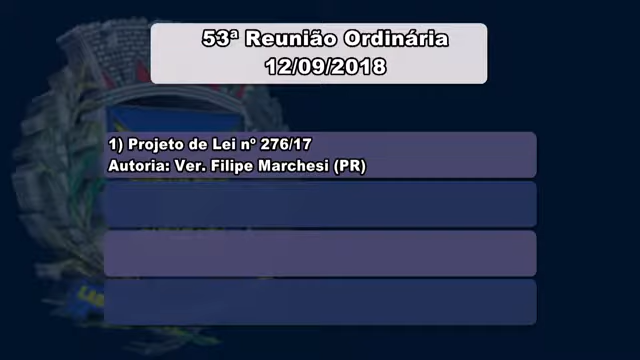 53ª Reunião Ordinária
12/09/2018
1) Projeto de Lei nº 276/17
Autoria: Ver. Filipe Marchesi (PR)